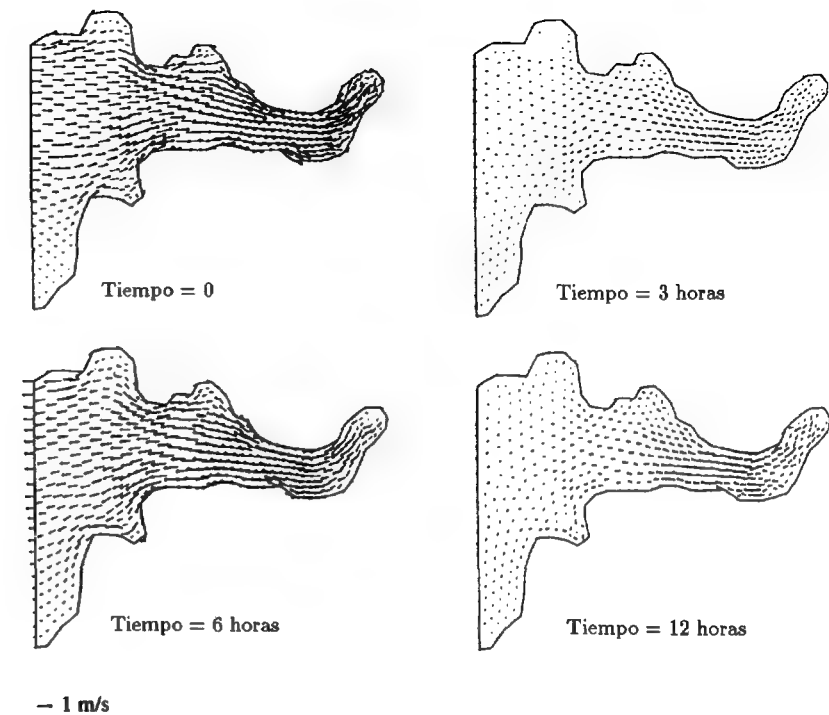 Tiempo = 0
Tiempo = 3 horas
Tiempo = 6 horas
Tiempo = 12 horas
– 1 m/s